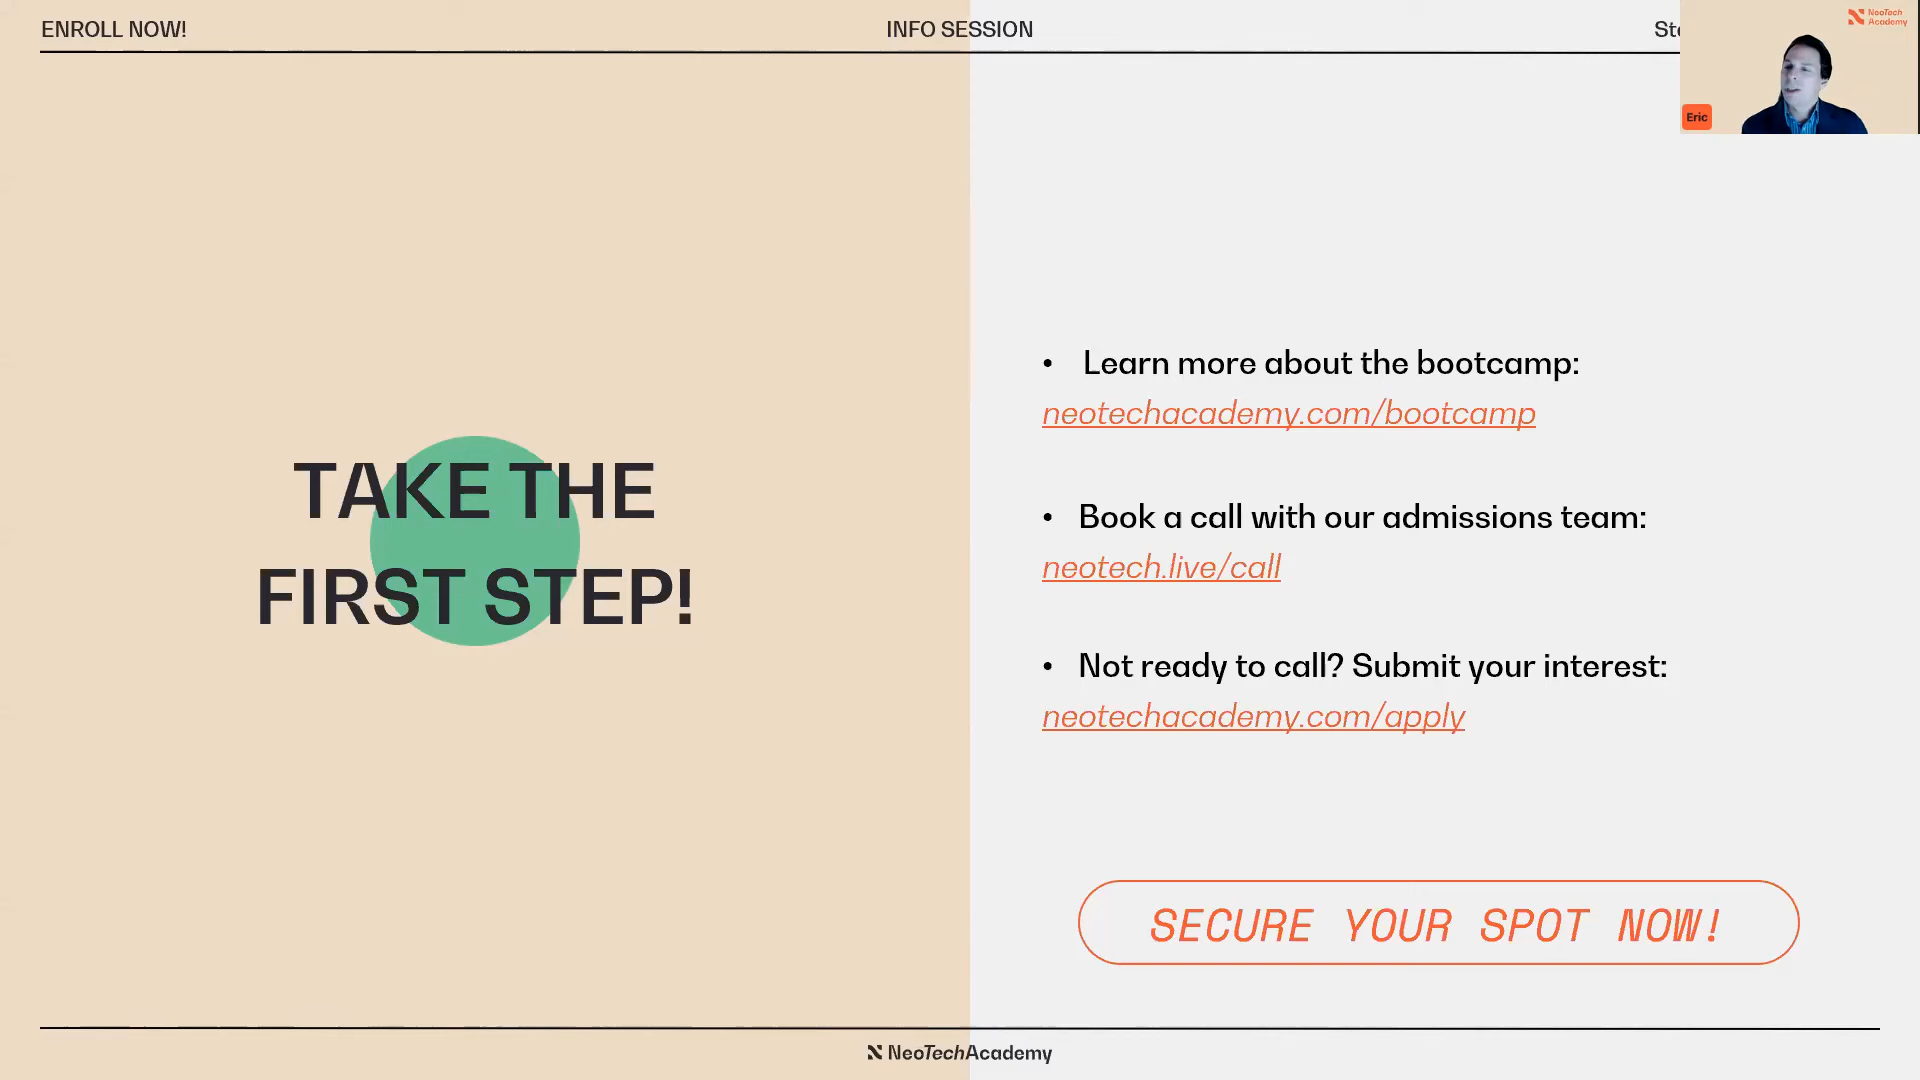 ENROLL NOW!
INFO SESSION
NeoTech
Academy
Eric
TAKE THE
FIRST STEP!
• Learn more about the bootcamp:
neotechacademy.com/bootcamp
• Book a call with our admissions team:
neotech.live/call
• Not ready to call? Submit your interest:
neotechacademy.com/apply
SECURE YOUR SPOT NOW!
NeoTechAcademy